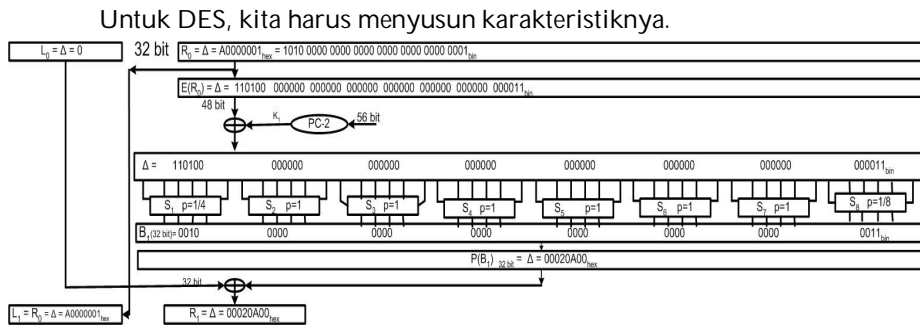 Untuk DES, kita harus menyusun karakteristiknya.
L₀ = Δ = 0 32 bit R₀ = Δ = A0000001hex = 1010 0000 0000 0000 0000 0000 0000 0001bin
E(R₀) = Δ = 110100 000000 000000 000000 000000 000000 000000 000011bin
48 bit
K₁ PC-2 56 bit
Δ = 110100 000000 000000 000000 000000 000000 000000 000011bin
S₁ p=1/4 S₂ p=1 S₃ p=1 S₄ p=1 S₅ p=1 S₆ p=1 S₇ p=1 S₈ p=1/8
B₁(32 bit)= 0010 0000 0000 0000 0000 0000 0000 0011bin
P(B₁) 32 bit = Δ = 00020A00hex
32 bit
L₁ = R₀ = Δ = A0000001hex R₁ = Δ = 00020A00hex